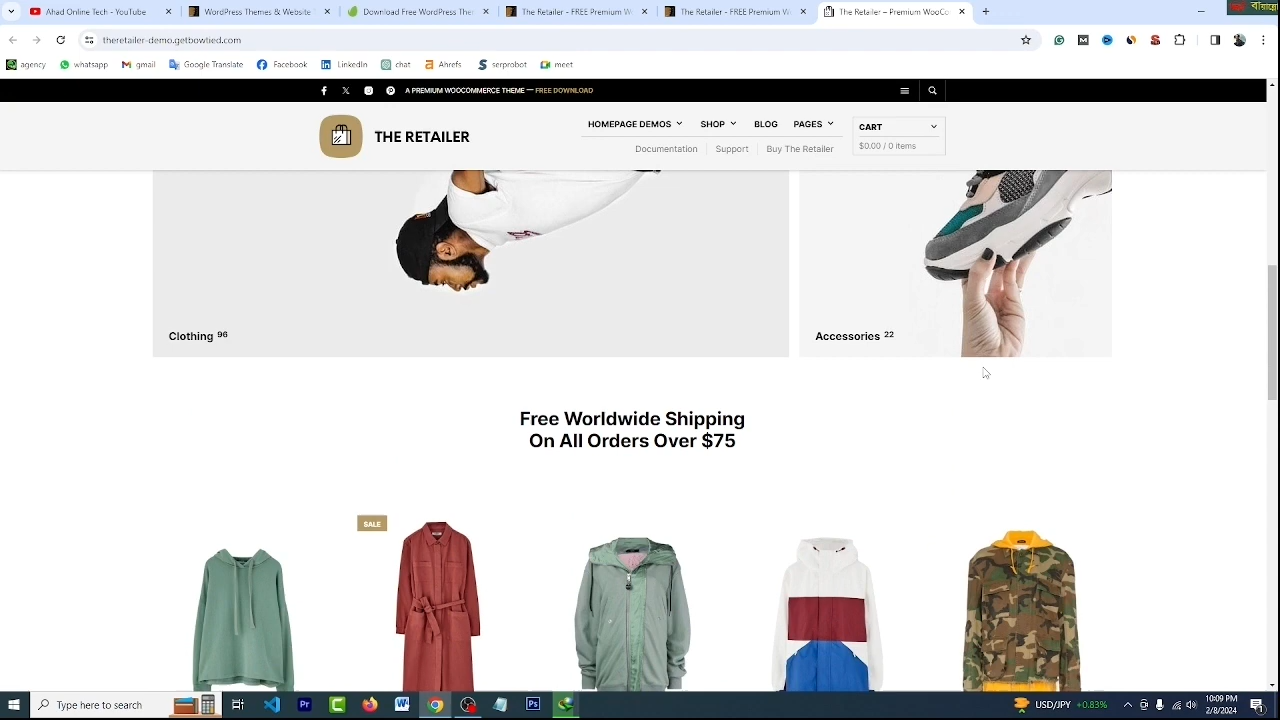 Ahad Online Tech - YouTube
WordPress Themes & Website
Download Free WordPress The
The Retailer - FREE Premium W
The Retailer - FREE Premium W
The Retailer – Premium WooCo
theretailer-demo.getbowtied.com
agency
whatsapp
gmail
Google Translate
Facebook
LinkedIn
chat
Ahrefs
serprobot
meet
A PREMIUM WOOCOMMERCE THEME — FREE DOWNLOAD
THE RETAILER
HOMEPAGE DEMOS SHOP BLOG PAGES
Documentation Support Buy The Retailer
CART
$0.00 / 0 items
Clothing 96
Accessories 22
Free Worldwide Shipping
On All Orders Over $75
SALE
Type here to search
USD/JPY +0.83%
10:09 PM
2/8/2024